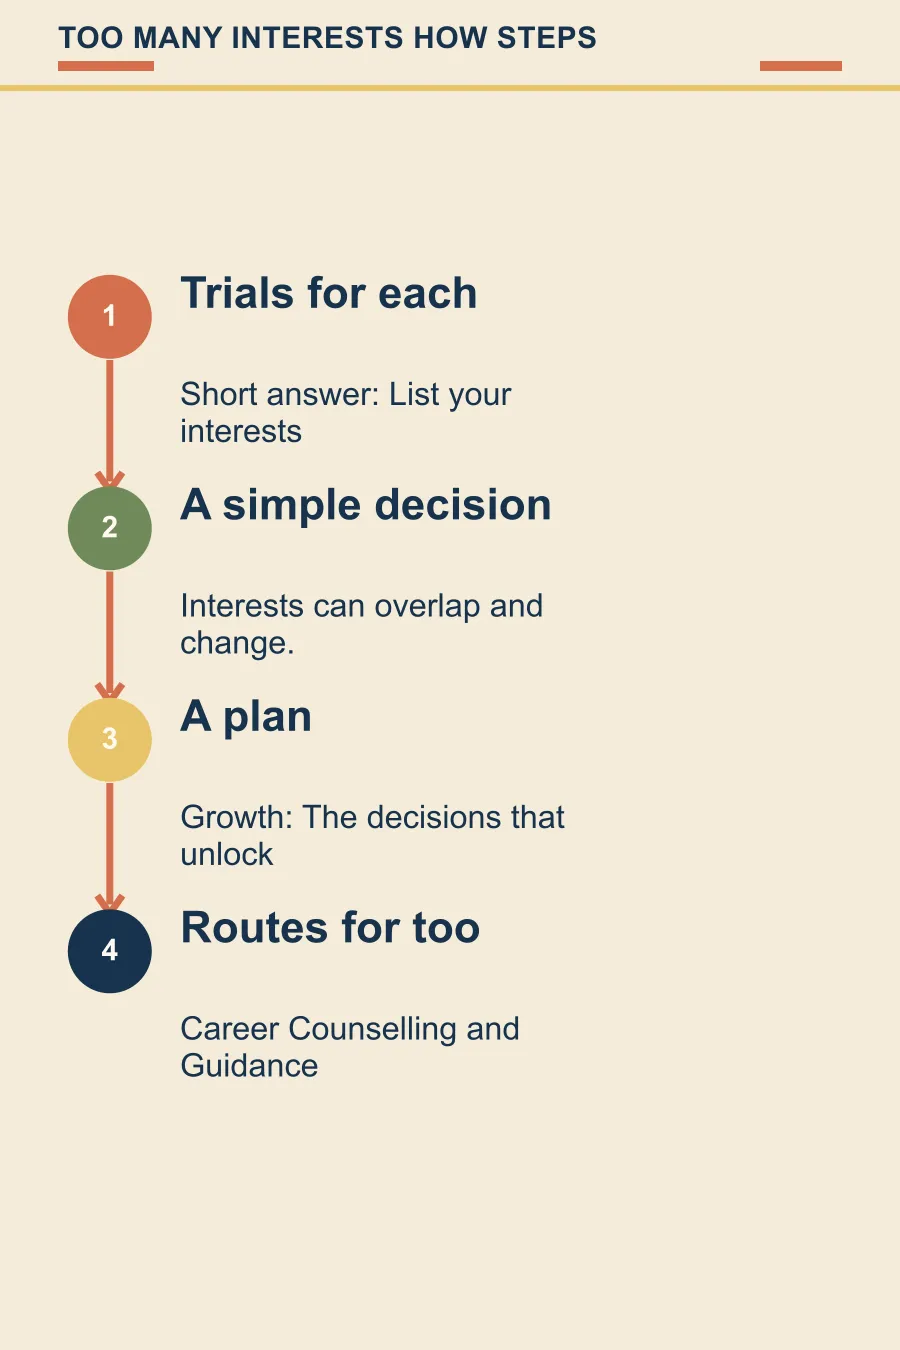 TOO MANY INTERESTS HOW STEPS
1
Trials for each
Short answer: List your
interests
2
A simple decision
Interests can overlap and
change.
3
A plan
Growth: The decisions that
unlock
4
Routes for too
Career Counselling and
Guidance